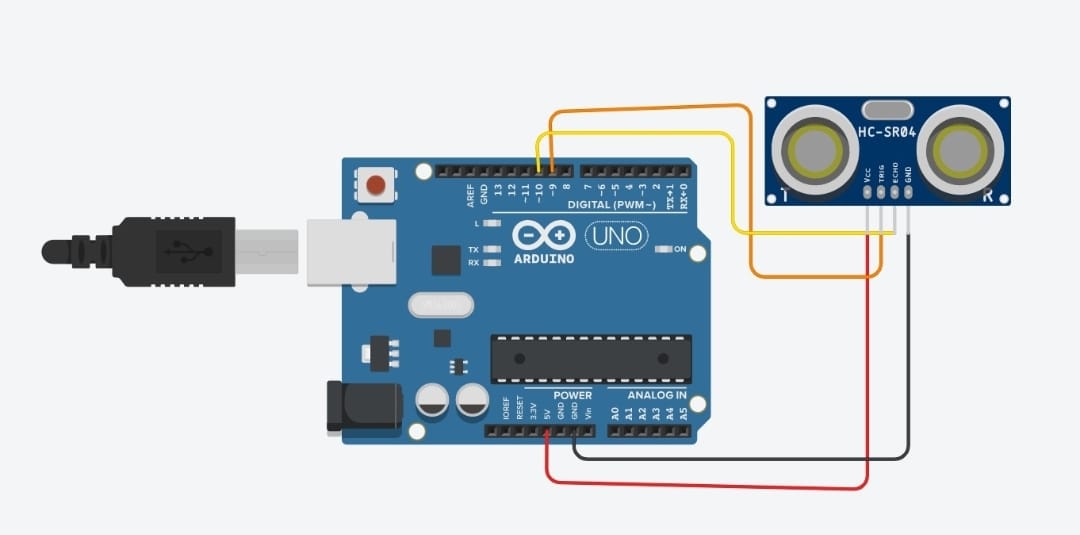 HC-SR04
VCC
TRIG
ECHO
GND
T
R
AREF
GND
13
12
~11
~10
~9
8
7
~6
~5
4
~3
2
TX→1
RX←0
DIGITAL (PWM~)
L
TX
RX
UNO
ON
ARDUINO
POWER
ANALOG IN
IOREF
RESET
3.3V
5V
GND
GND
Vin
A0
A1
A2
A3
A4
A5